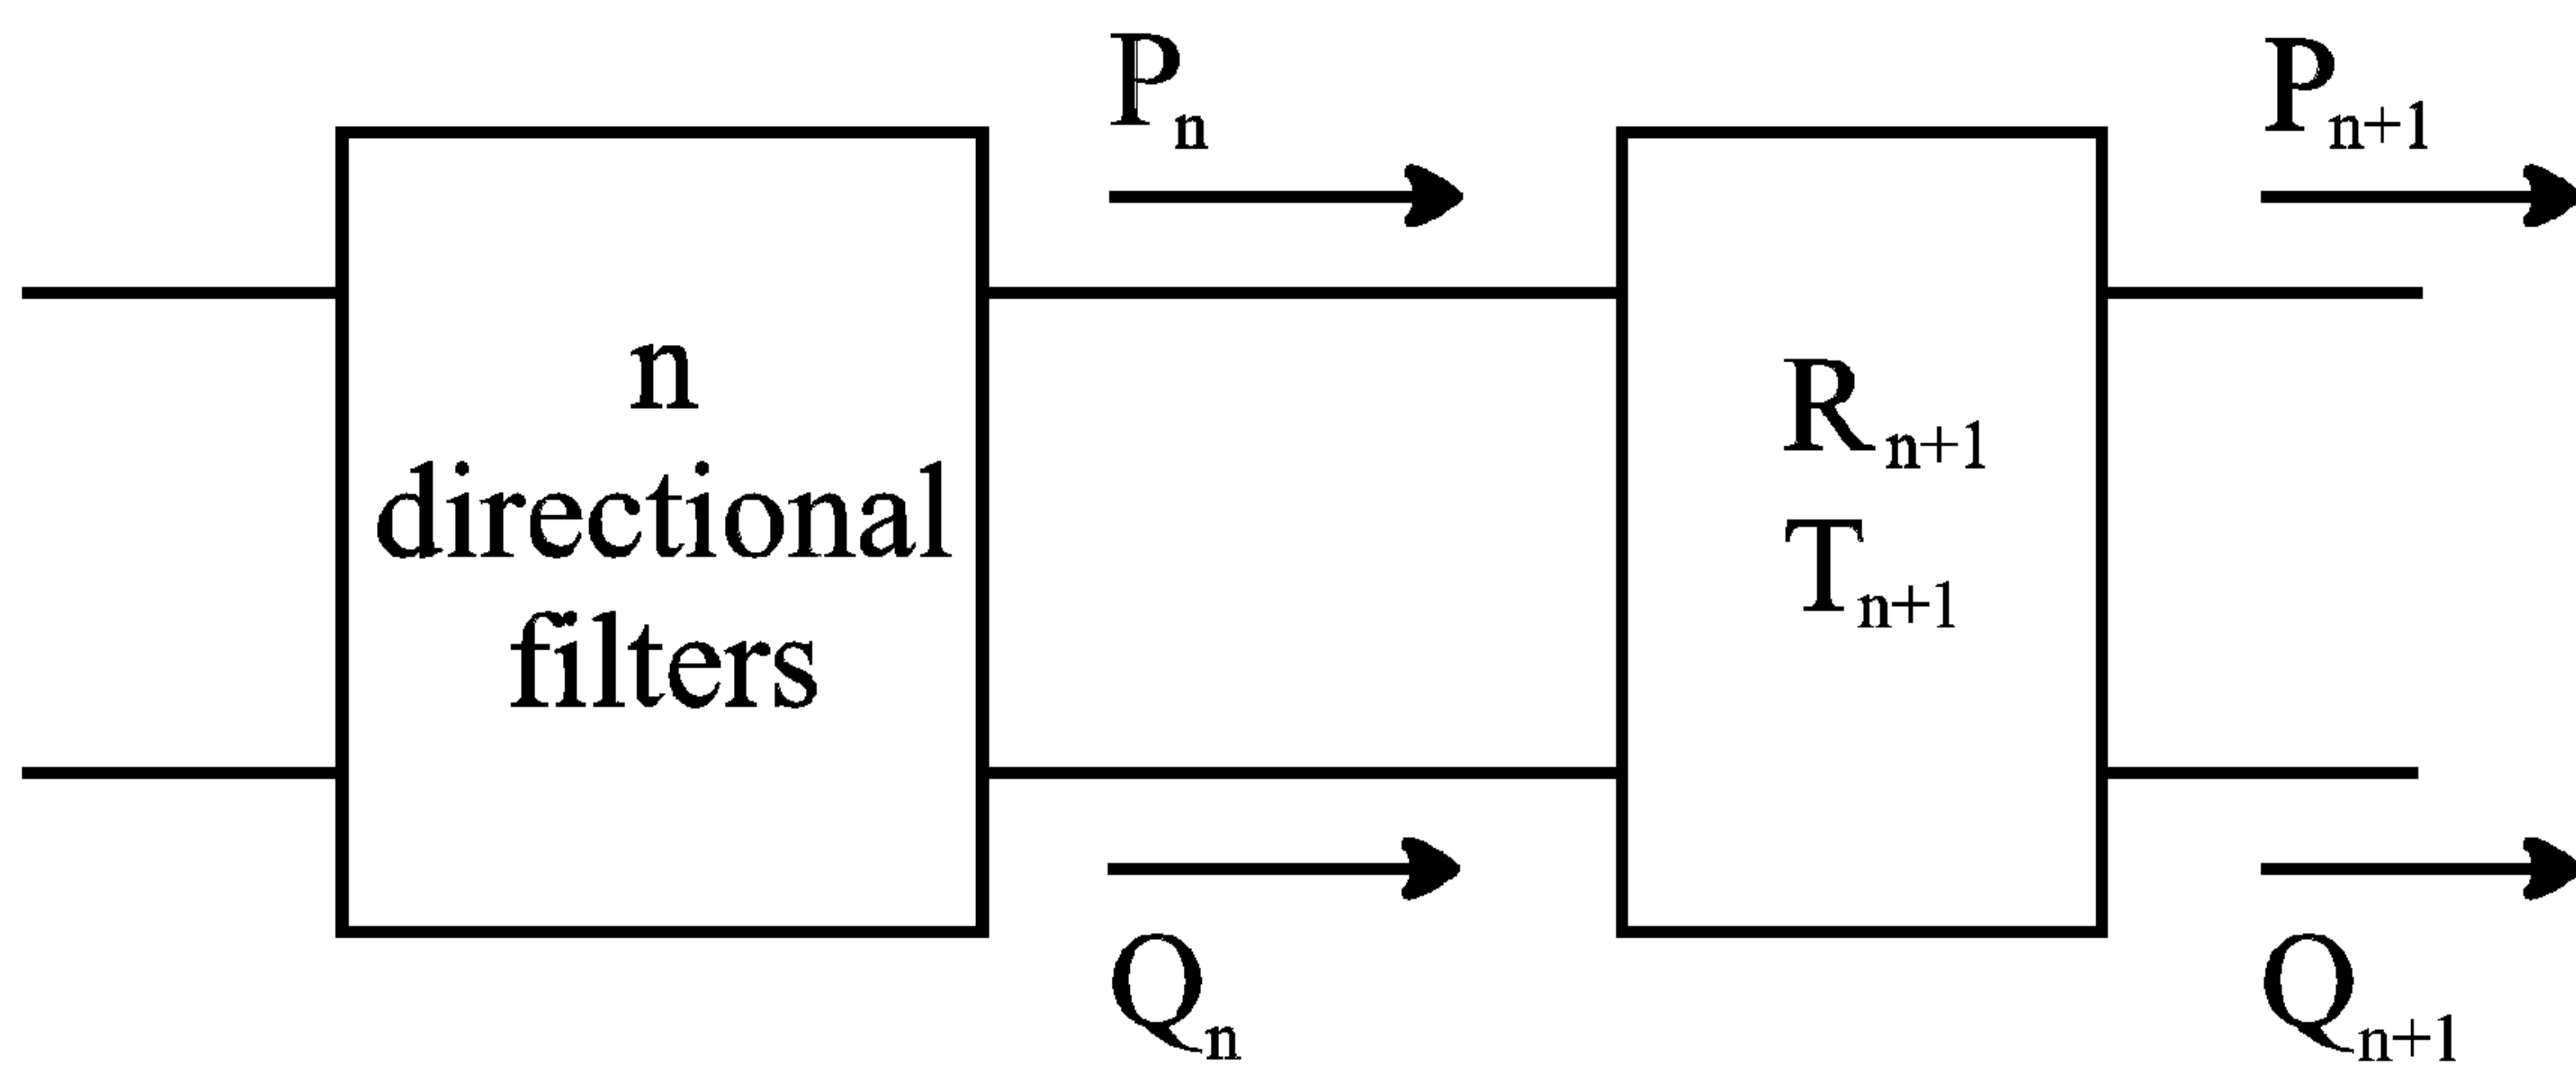 Pn
Pn+1
n
directional
filters
Rn+1
Tn+1
Qn
Qn+1